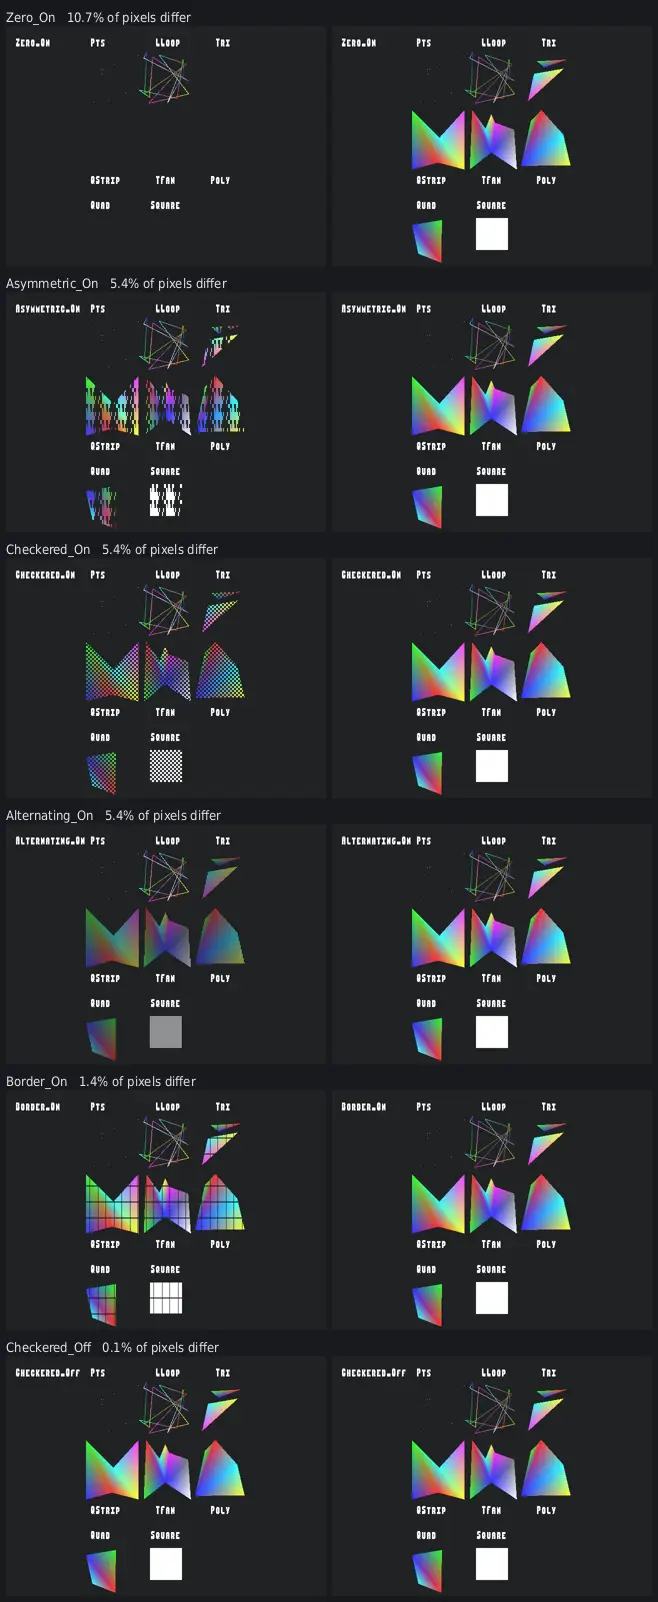 Zero_On 10.7% of pixels differ
Zero_On Pts LLoop Tri Zero_On Pts LLoop Tri
QStrip TFan Poly QStrip TFan Poly
Quad Square Quad Square
Asymmetric_On 5.4% of pixels differ
Asymmetric_On Pts LLoop Tri Asymmetric_On Pts LLoop Tri
QStrip TFan Poly QStrip TFan Poly
Quad Square Quad Square
Checkered_On 5.4% of pixels differ
Checkered_On Pts LLoop Tri Checkered_On Pts LLoop Tri
QStrip TFan Poly QStrip TFan Poly
Quad Square Quad Square
Alternating_On 5.4% of pixels differ
Alternating_On Pts LLoop Tri Alternating_On Pts LLoop Tri
QStrip TFan Poly QStrip TFan Poly
Quad Square Quad Square
Border_On 1.4% of pixels differ
Border_On Pts LLoop Tri Border_On Pts LLoop Tri
QStrip TFan Poly QStrip TFan Poly
Quad Square Quad Square
Checkered_Off 0.1% of pixels differ
Checkered_Off Pts LLoop Tri Checkered_Off Pts LLoop Tri
QStrip TFan Poly QStrip TFan Poly
Quad Square Quad Square